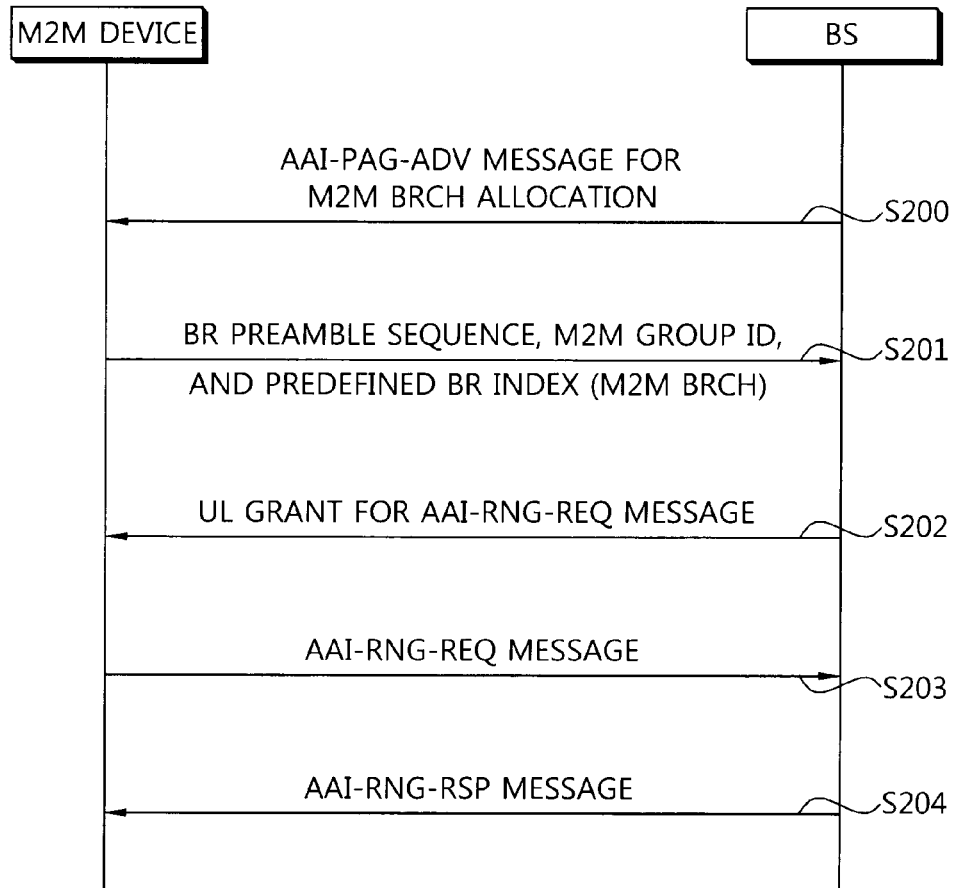 M2M DEVICE
BS
AAI-PAG-ADV MESSAGE FOR
M2M BRCH ALLOCATION
S200
BR PREAMBLE SEQUENCE, M2M GROUP ID,
S201
AND PREDEFINED BR INDEX (M2M BRCH)
UL GRANT FOR AAI-RNG-REQ MESSAGE
S202
AAI-RNG-REQ MESSAGE
S203
AAI-RNG-RSP MESSAGE
S204